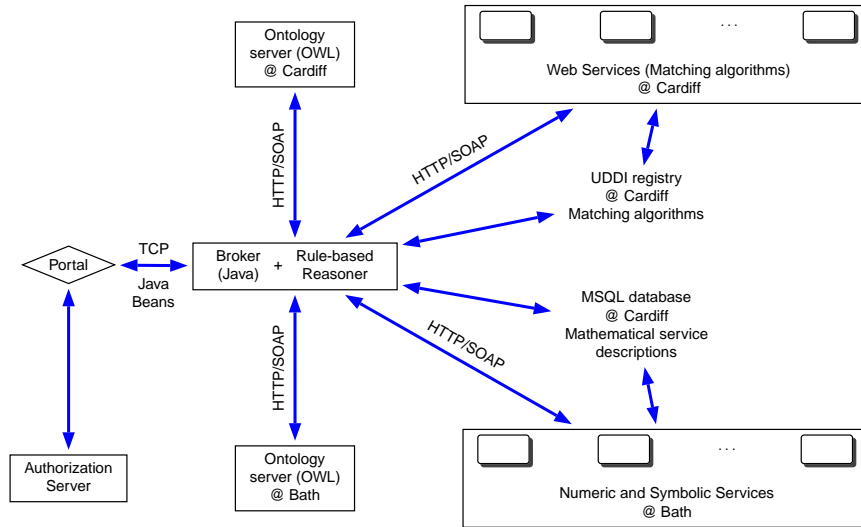 Ontology
server (OWL)
@ Cardiff
. . .
Web Services (Matching algorithms)
@ Cardiff
HTTP/SOAP
HTTP/SOAP
UDDI registry
@ Cardiff
Matching algorithms
Portal
TCP
Java
Beans
Broker
(Java)
+
Rule-based
Reasoner
MSQL database
@ Cardiff
Mathematical service
descriptions
HTTP/SOAP
HTTP/SOAP
Authorization
Server
Ontology
server (OWL)
@ Bath
. . .
Numeric and Symbolic Services
@ Bath